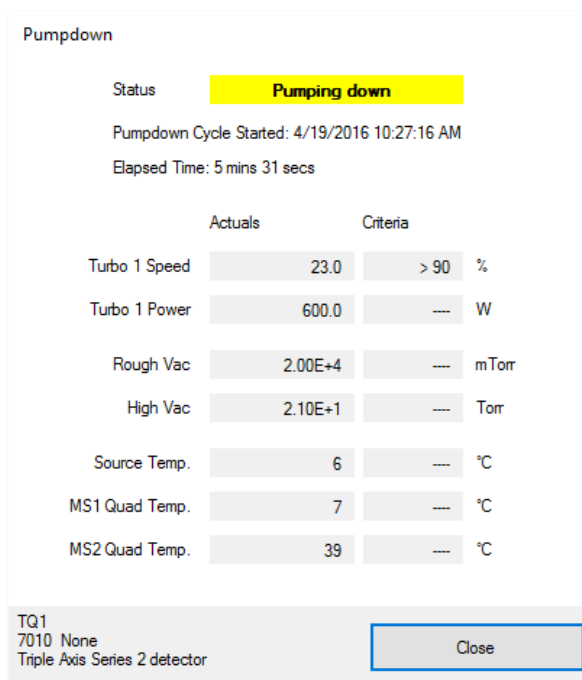 Pumpdown
Status Pumping down
Pumpdown Cycle Started: 4/19/2016 10:27:16 AM
Elapsed Time: 5 mins 31 secs
Actuals Criteria
Turbo 1 Speed 23.0 > 90 %
Turbo 1 Power 600.0 ---- W
Rough Vac 2.00E+4 ---- mTorr
High Vac 2.10E+1 ---- Torr
Source Temp. 6 ---- °C
MS1 Quad Temp. 7 ---- °C
MS2 Quad Temp. 39 ---- °C
TQ1
7010 None
Triple Axis Series 2 detector
Close